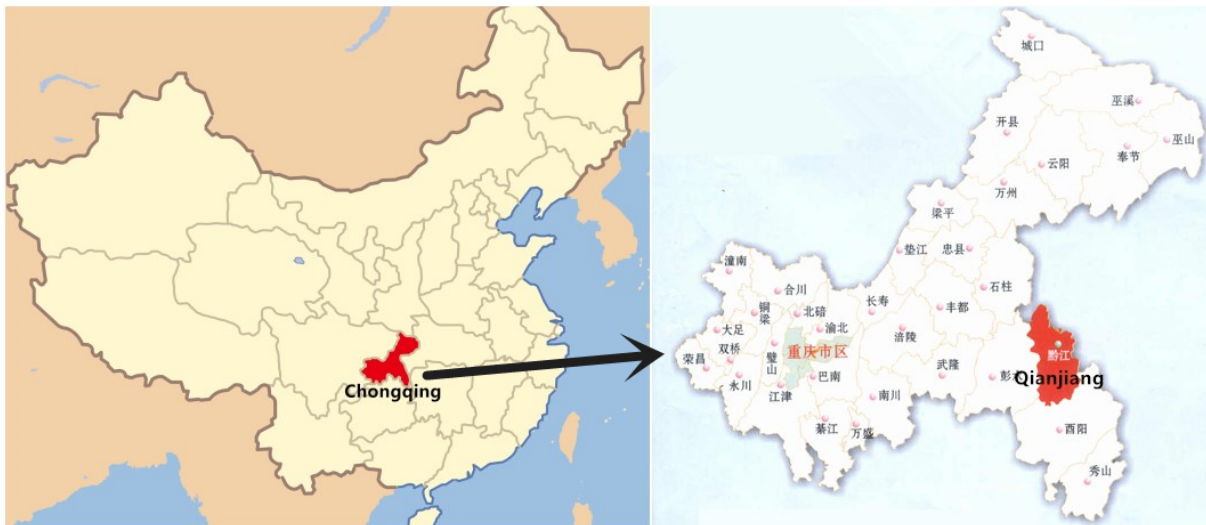 Chongqing
城口
巫溪
开县
巫山
奉节
云阳
万州
梁平
垫江
忠县
潼南
石柱
合川
长寿
丰都
铜梁
北碚
大足
渝北
涪陵
双桥
璧山
重庆市区
黔江
荣昌
武隆
彭
Qianjiang
永川
巴南
江津
南川
綦江
万盛
酉阳
秀山